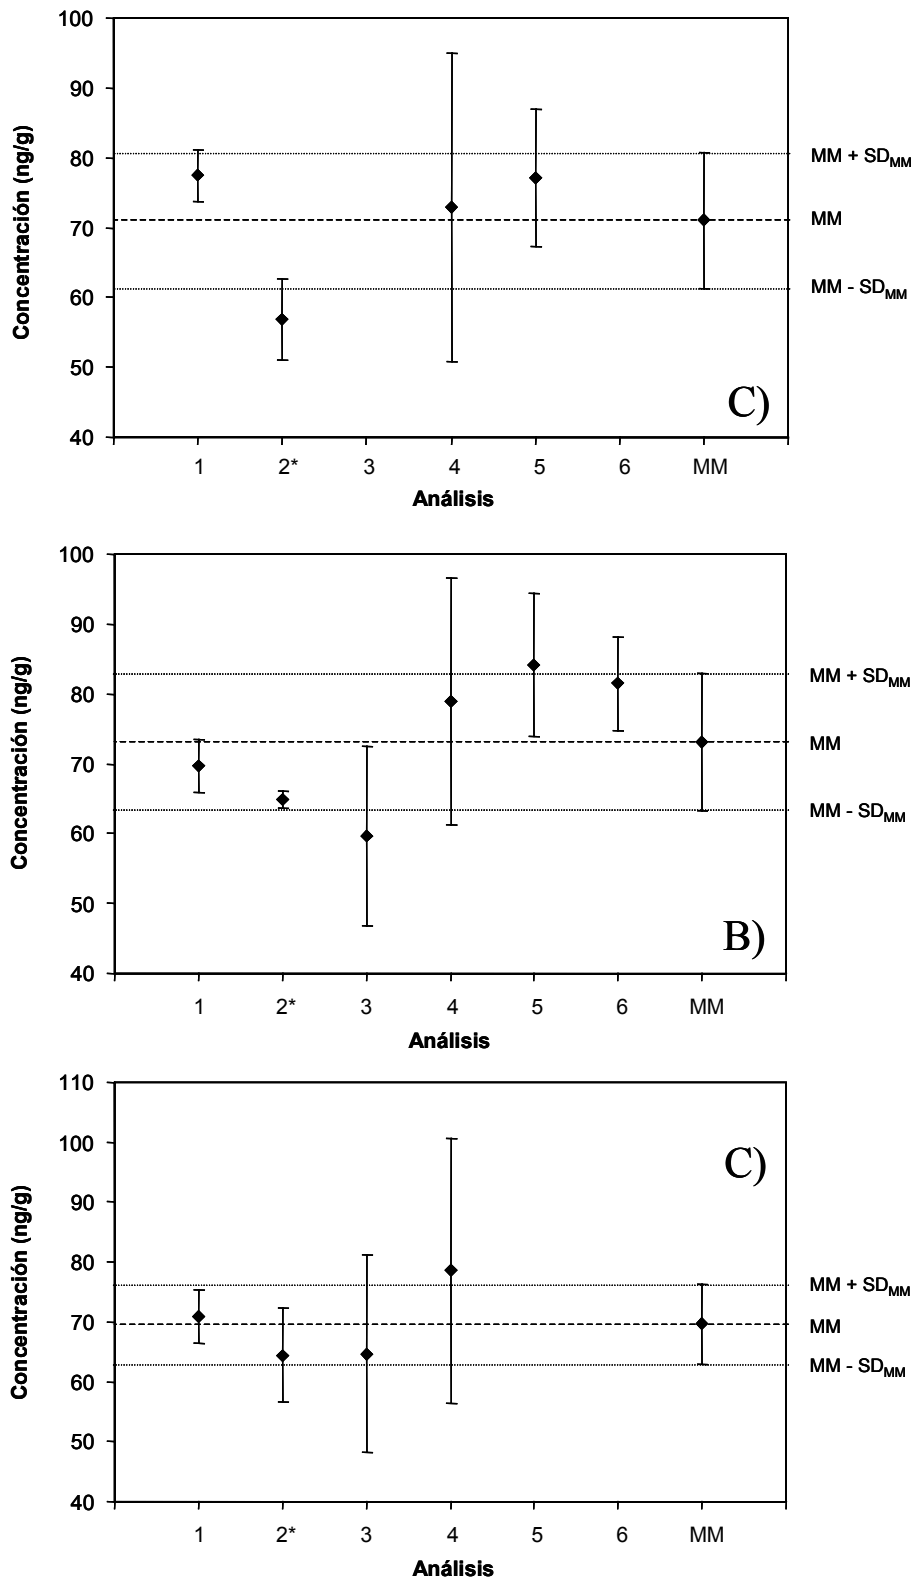 100
90
80
70
60
50
40
Concentración (ng/g)
MM + SDMM
MM
MM - SDMM
C)
1 2* 3 4 5 6 MM
Análisis
100
90
80
70
60
50
40
Concentración (ng/g)
MM + SDMM
MM
MM - SDMM
B)
1 2* 3 4 5 6 MM
Análisis
110
100
90
80
70
60
50
40
Concentración (ng/g)
C)
MM + SDMM
MM
MM - SDMM
1 2* 3 4 5 6 MM
Análisis